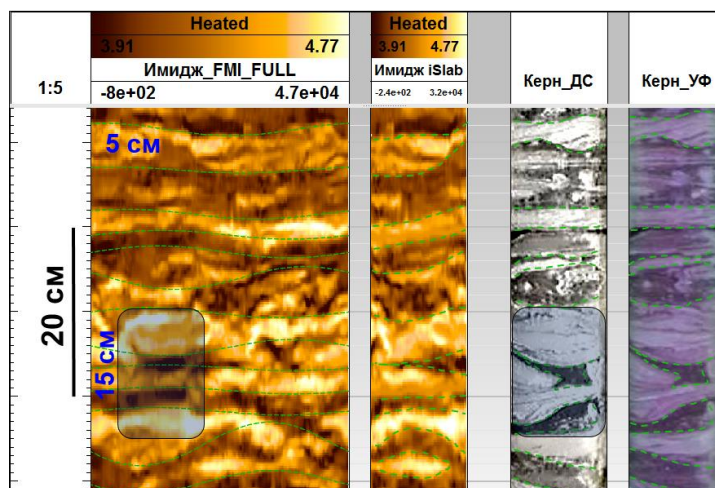 Heated
3.91 4.77
Имидж_FMI_FULL
-8e+02 4.7e+04
Heated
3.91 4.77
Имидж iSlab
-2.4e+02 3.2e+04
1:5
Керн_ДС
Керн_УФ
5 см
20 см
15 см